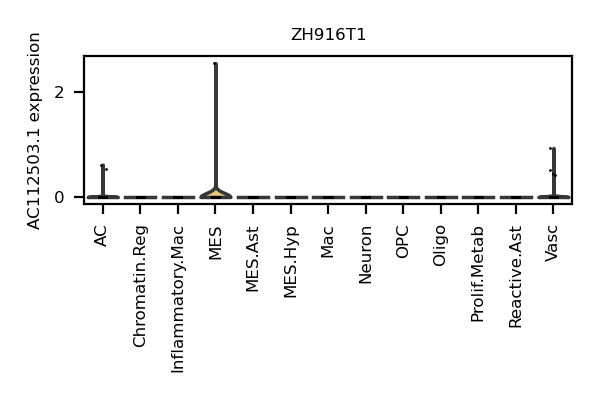 ZH916T1
AC112503.1 expression
2
0
AC
Chromatin.Reg
Inflammatory.Mac
MES
MES.Ast
MES.Hyp
Mac
Neuron
OPC
Oligo
Prolif.Metab
Reactive.Ast
Vasc